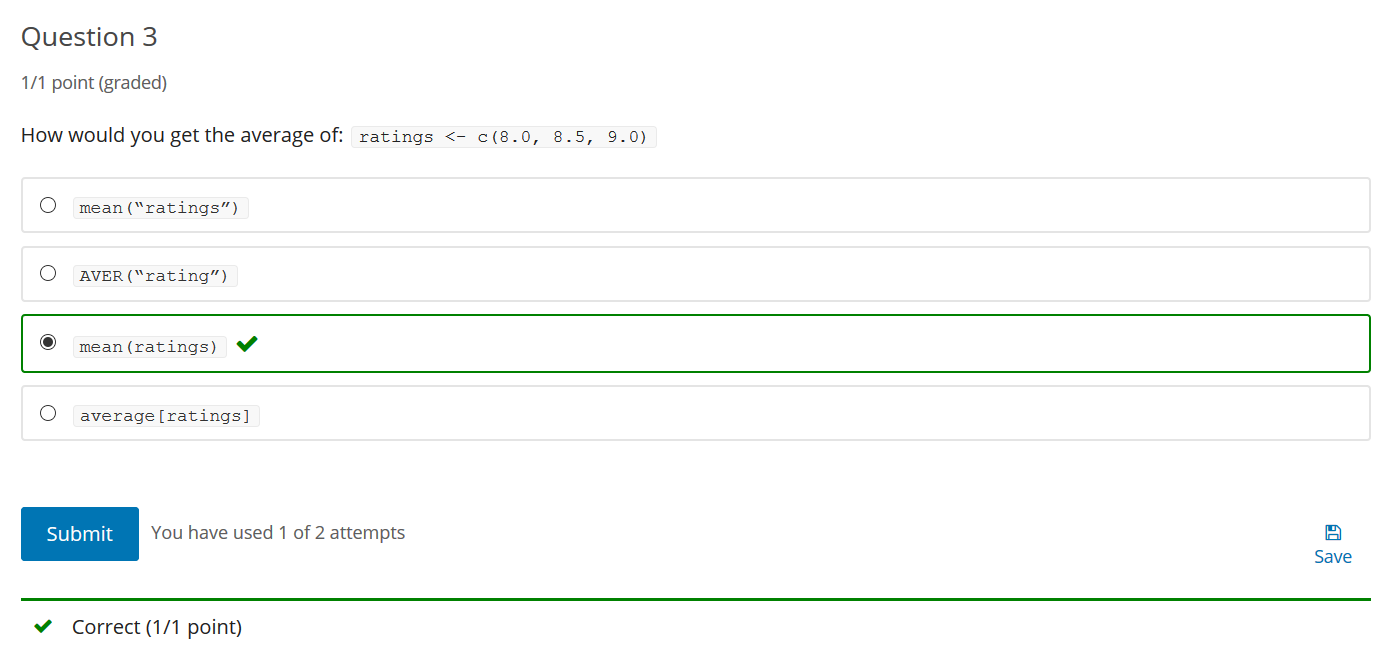 Question 3
1/1 point (graded)
How would you get the average of: ratings <- c(8.0, 8.5, 9.0)
mean(“ratings”)
AVER(“rating”)
mean(ratings)
average[ratings]
Submit You have used 1 of 2 attempts
Save
Correct (1/1 point)